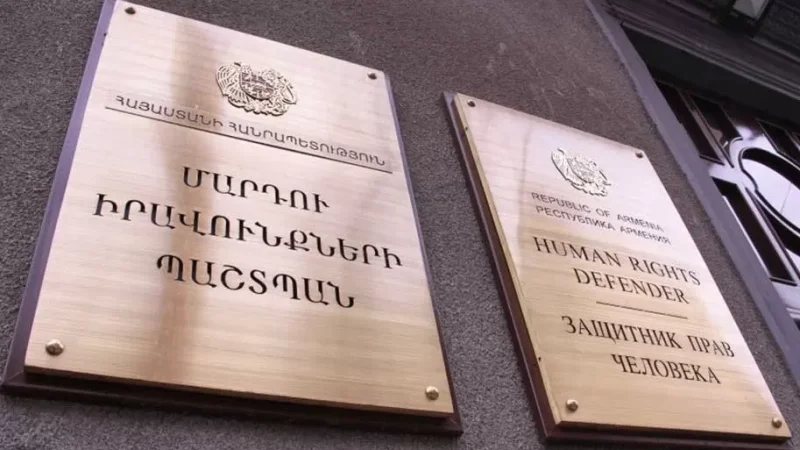 ՀԱՅԱՍՏԱՆԻ ՀԱՆՐԱՊԵՏՈՒԹՅՈՒՆ
ՄԱՐԴՈՒ
ԻՐԱՎՈՒՆՔՆԵՐԻ
ՊԱՇՏՊԱՆ
REPUBLIC OF ARMENIA
РЕСПУБЛИКА АРМЕНИЯ
HUMAN RIGHTS
DEFENDER
ЗАЩИТНИК ПРАВ
ЧЕЛОВЕКА